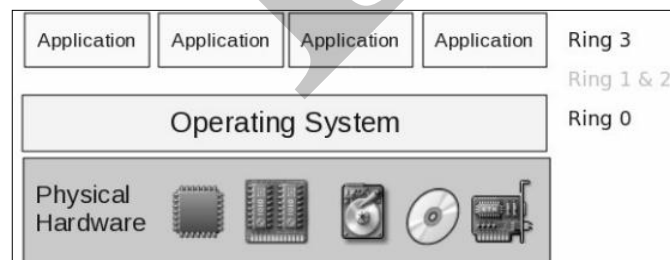 Application Application Application Application Ring 3
Ring 1 & 2
Operating System Ring 0
Physical
Hardware